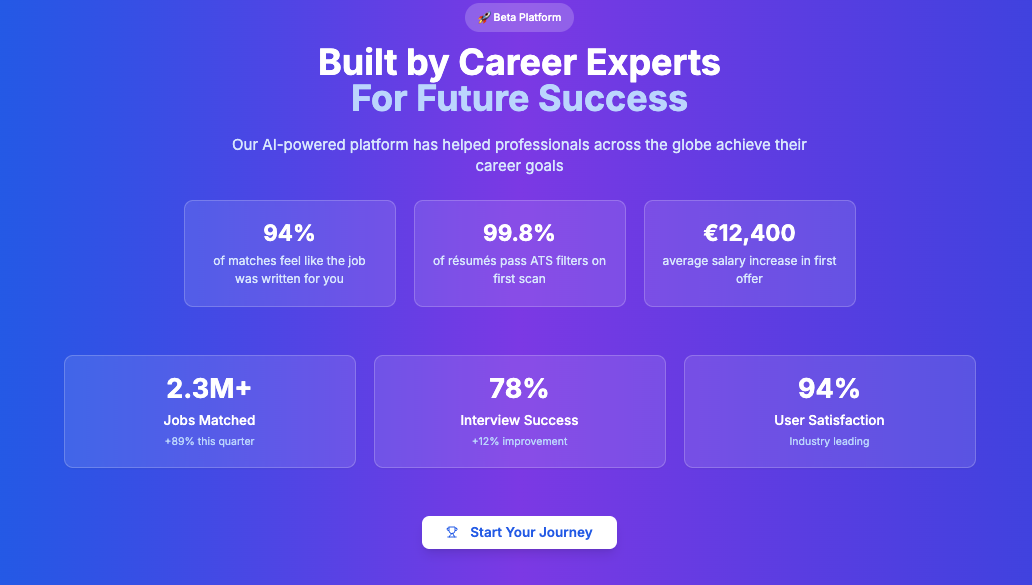 🚀 Beta Platform
Built by Career Experts
For Future Success
Our AI-powered platform has helped professionals across the globe achieve their
career goals
94%
of matches feel like the job
was written for you
99.8%
of résumés pass ATS filters on
first scan
€12,400
average salary increase in first
offer
2.3M+
Jobs Matched
+89% this quarter
78%
Interview Success
+12% improvement
94%
User Satisfaction
Industry leading
Start Your Journey